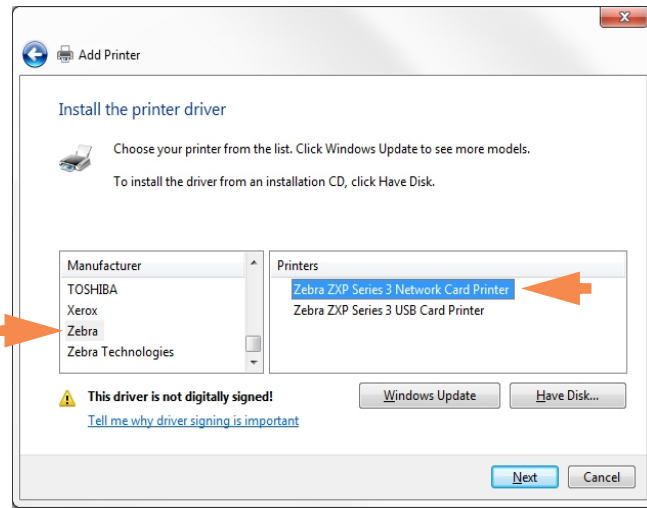 Add Printer
Install the printer driver
Choose your printer from the list. Click Windows Update to see more models.
To install the driver from an installation CD, click Have Disk.
Manufacturer
TOSHIBA
Xerox
Zebra
Zebra Technologies
Printers
Zebra ZXP Series 3 Network Card Printer
Zebra ZXP Series 3 USB Card Printer
This driver is not digitally signed!
Tell me why driver signing is important
Windows Update
Have Disk...
Next
Cancel